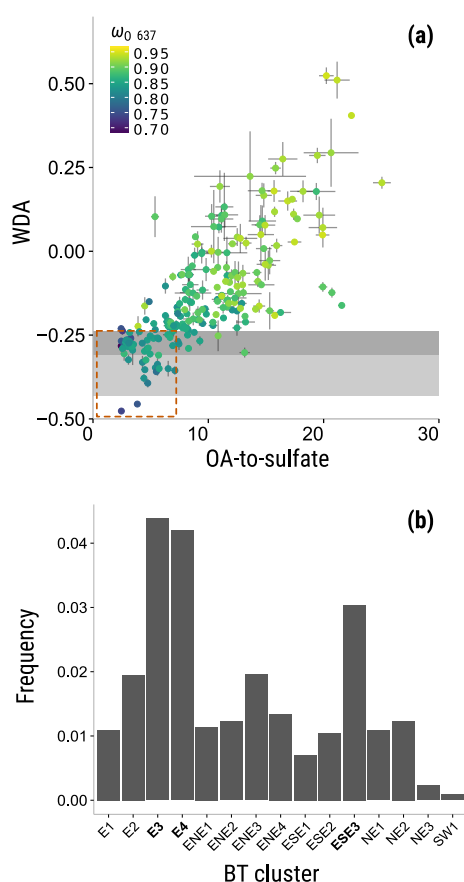 (a)
ω0 637
0.95
0.90
0.85
0.80
0.75
0.70
WDA
0.50
0.25
0.00
−0.25
−0.50
0 10 20 30
OA-to-sulfate
(b)
Frequency
0.04
0.03
0.02
0.01
0.00
E1 E2 E3 E4 ENE1 ENE2 ENE3 ENE4 ESE1 ESE2 ESE3 NE1 NE2 NE3 SW1
BT cluster